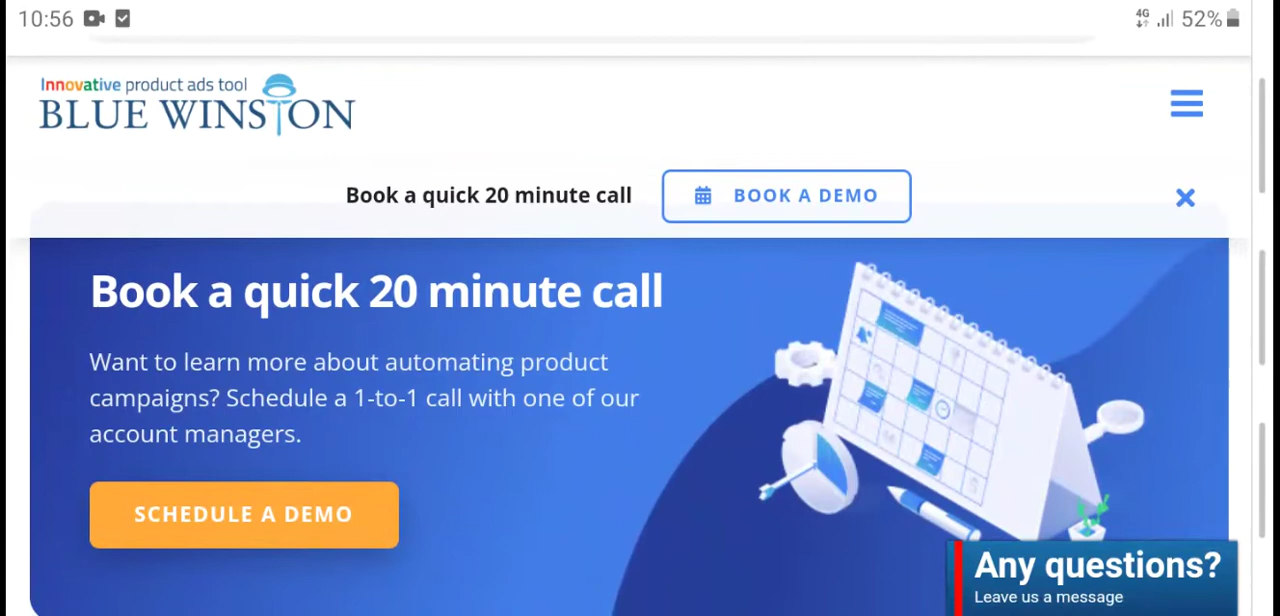 10:56
4G
52%
Innovative product ads tool
BLUE WINSTON
Book a quick 20 minute call
BOOK A DEMO
Book a quick 20 minute call
Want to learn more about automating product
campaigns? Schedule a 1-to-1 call with one of our
account managers.
SCHEDULE A DEMO
Any questions?
Leave us a message